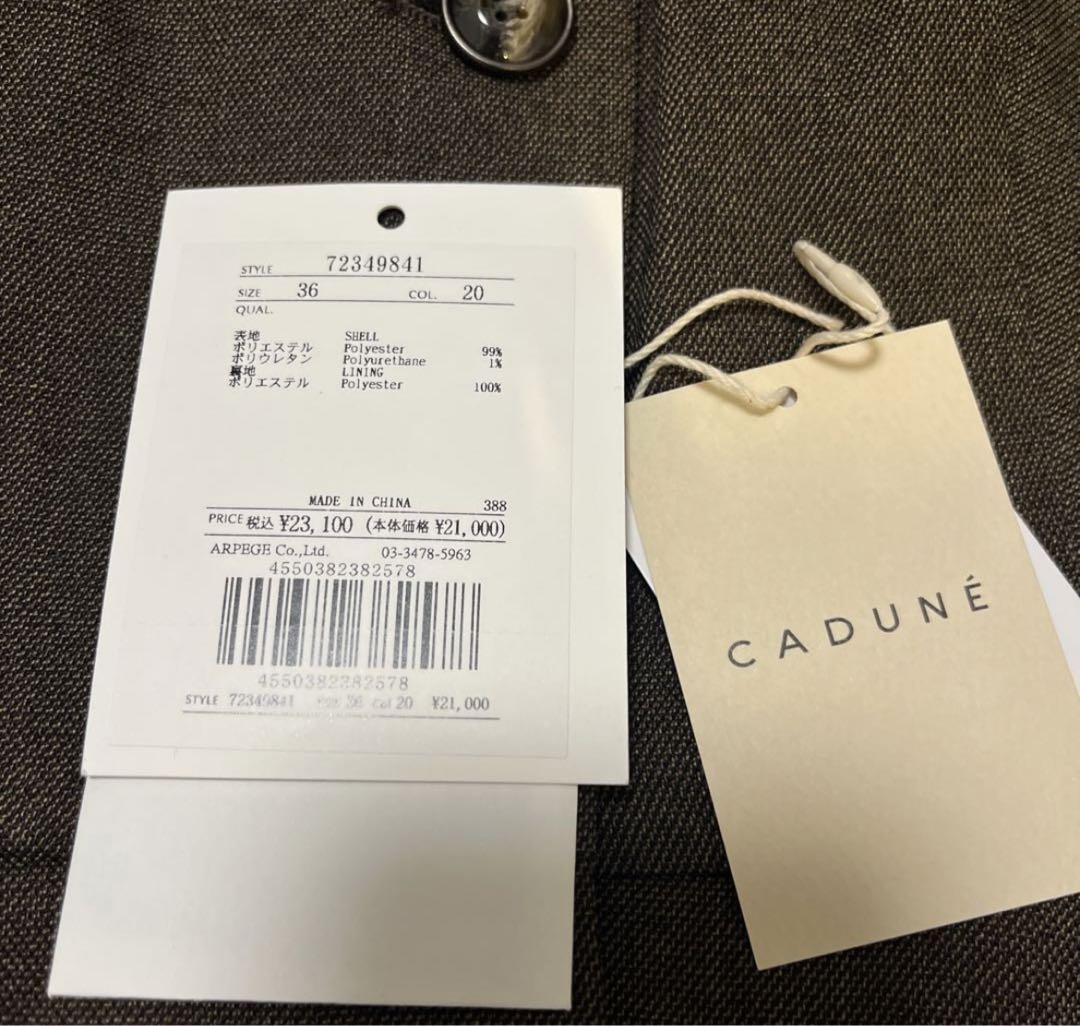 STYLE 72349841
SIZE 36 COL. 20
QUAL.
表地 SHELL
ポリエステル Polyester 99%
ポリウレタン Polyurethane 1%
裏地 LINING
ポリエステル Polyester 100%
MADE IN CHINA 388
PRICE 税込 ¥23,100 (本体価格 ¥21,000)
ARPEGE Co.,Ltd. 03-3478-5963
4550382382578
4550382382578
STYLE 72349841 36 Col 20 ¥21,000
CADUNÉ